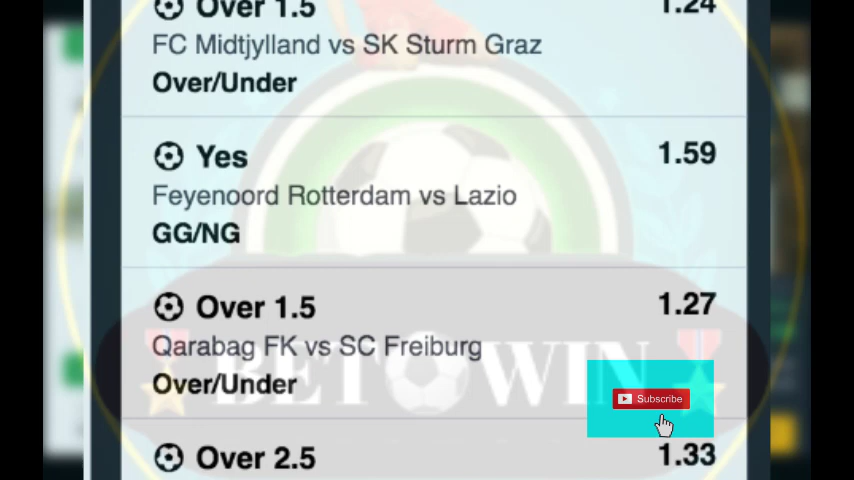 Over 1.5 1.24
FC Midtjylland vs SK Sturm Graz
Over/Under
Yes 1.59
Feyenoord Rotterdam vs Lazio
GG/NG
Over 1.5 1.27
Qarabag FK vs SC Freiburg
BET WIN
Over/Under
Subscribe
Over 2.5 1.33